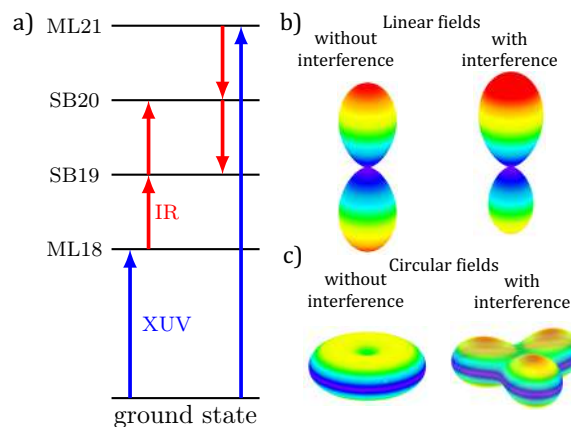 a)
ML21
SB20
SB19
IR
ML18
XUV
ground state
b)
Linear fields
without
interference
with
interference
c)
Circular fields
without
interference
with
interference